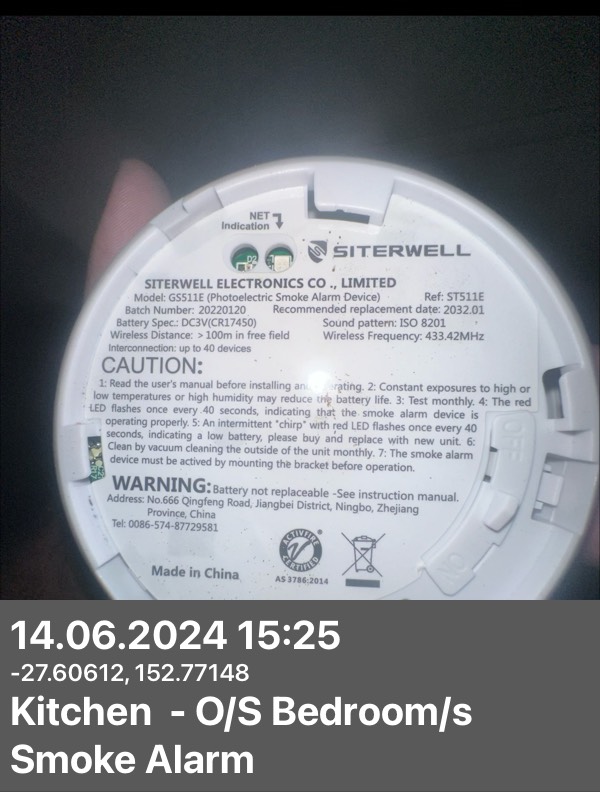 NET
Indication
D2
SITERWELL
SITERWELL ELECTRONICS CO ., LIMITED
Model: GS511E (Photoelectric Smoke Alarm Device) Ref: ST511E
Batch Number: 20220120 Recommended replacement date: 2032.01
Battery Spec.: DC3V(CR17450) Sound pattern: ISO 8201
Wireless Distance: >100m in free field Wireless Frequency: 433.42MHz
Interconnection: up to 40 devices
CAUTION:
1: Read the user's manual before installing and operating. 2: Constant exposures to high or
low temperatures or high humidity may reduce the battery life. 3: Test monthly. 4: The red
LED flashes once every 40 seconds, indicating that the smoke alarm device is
operating properly. 5: An intermittent "chirp" with red LED flashes once every 40
seconds, indicating a low battery, please buy and replace with new unit. 6:
Clean by vacuum cleaning the outside of the unit monthly. 7: The smoke alarm
device must be actived by mounting the bracket before operation.
OFF
WARNING: Battery not replaceable -See instruction manual.
Address: No.666 Qingfeng Road, Jiangbei District, Ningbo, Zhejiang
Province, China
Tel: 0086-574-87729581
ACTIVFIRE
CERTIFIED
®
ON
Made in China
AS 3786:2014
14.06.2024 15:25
-27.60612, 152.77148
Kitchen - O/S Bedroom/s
Smoke Alarm